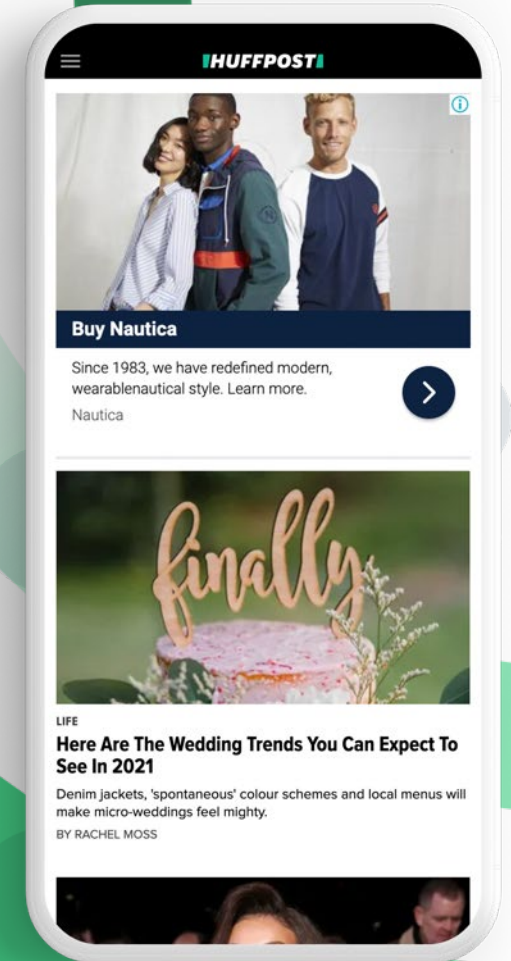 HUFFPOST
Buy Nautica
Since 1983, we have redefined modern,
wearablenautical style. Learn more.
Nautica
finally
LIFE
Here Are The Wedding Trends You Can Expect To
See In 2021
Denim jackets, 'spontaneous' colour schemes and local menus will
make micro-weddings feel mighty.
BY RACHEL MOSS